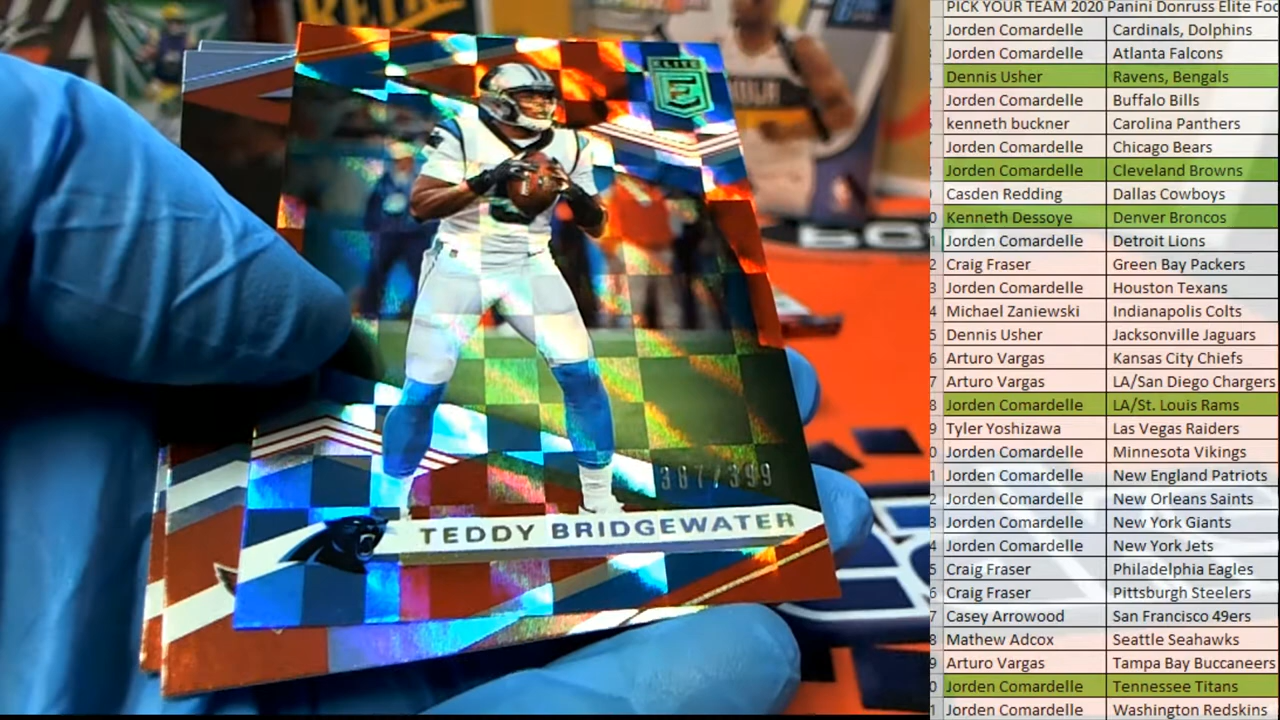 ELITE
E
367/399
TEDDY BRIDGEWATER
PICK YOUR TEAM 2020 Panini Donruss Elite Foo
Jorden Comardelle Cardinals, Dolphins
Jorden Comardelle Atlanta Falcons
Dennis Usher Ravens, Bengals
Jorden Comardelle Buffalo Bills
kenneth buckner Carolina Panthers
Jorden Comardelle Chicago Bears
Jorden Comardelle Cleveland Browns
Casden Redding Dallas Cowboys
Kenneth Dessoye Denver Broncos
Jorden Comardelle Detroit Lions
Craig Fraser Green Bay Packers
Jorden Comardelle Houston Texans
Michael Zaniewski Indianapolis Colts
Dennis Usher Jacksonville Jaguars
Arturo Vargas Kansas City Chiefs
Arturo Vargas LA/San Diego Chargers
Jorden Comardelle LA/St. Louis Rams
Tyler Yoshizawa Las Vegas Raiders
Jorden Comardelle Minnesota Vikings
Jorden Comardelle New England Patriots
Jorden Comardelle New Orleans Saints
Jorden Comardelle New York Giants
Jorden Comardelle New York Jets
Craig Fraser Philadelphia Eagles
Craig Fraser Pittsburgh Steelers
Casey Arrowood San Francisco 49ers
Mathew Adcox Seattle Seahawks
Arturo Vargas Tampa Bay Buccaneers
Jorden Comardelle Tennessee Titans
Jorden Comardelle Washington Redskins